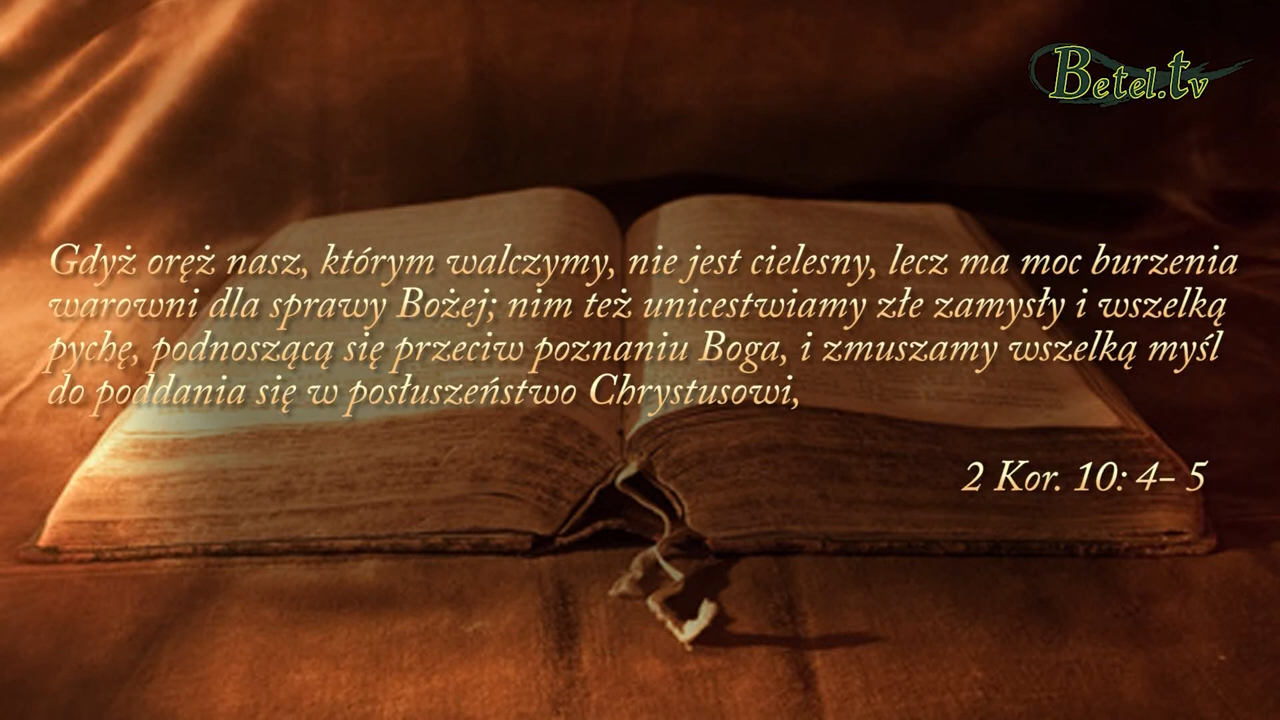 Betel.tv
Gdyż oręż nasz, którym walczymy, nie jest cielesny, lecz ma moc burzenia
warowni dla sprawy Bożej; nim też unicestwiamy złe zamysły i wszelką
pychę, podnoszącą się przeciw poznaniu Boga, i zmuszamy wszelką myśl
do poddania się w posłuszeństwo Chrystusowi,
2 Kor. 10: 4- 5